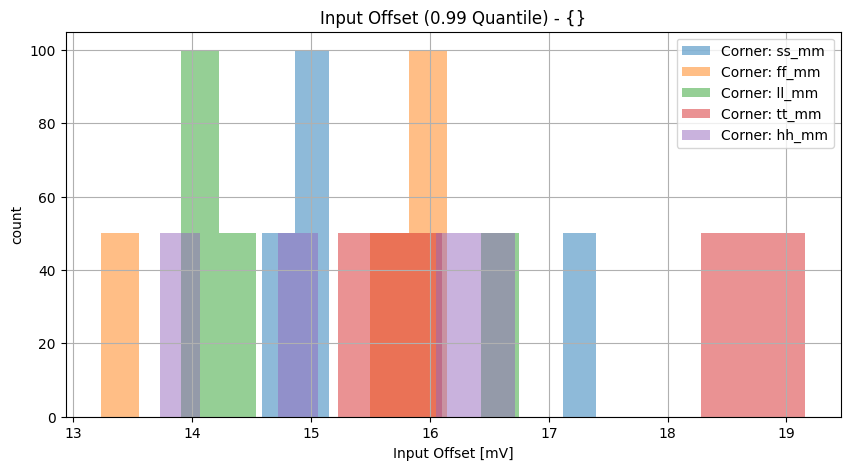 Input Offset (0.99 Quantile) - {}
Corner: ss_mm
Corner: ff_mm
Corner: ll_mm
Corner: tt_mm
Corner: hh_mm
count
100
80
60
40
20
0
13 14 15 16 17 18 19
Input Offset [mV]